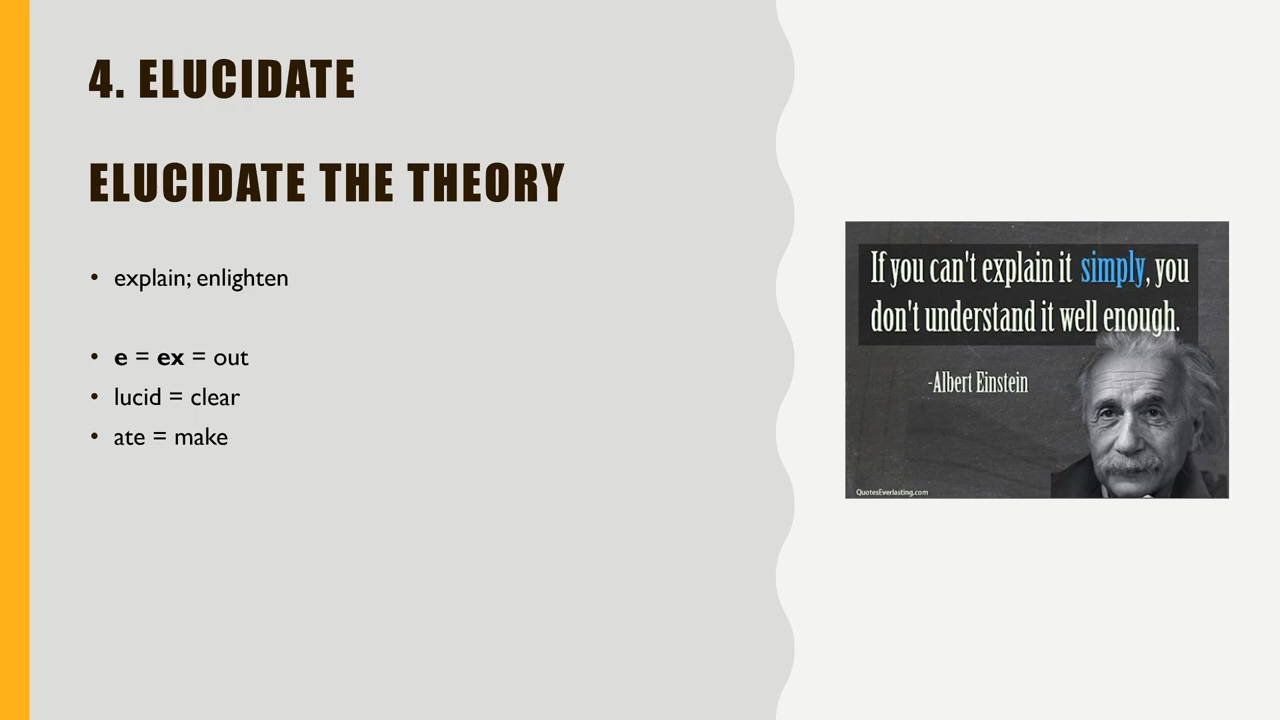 4. ELUCIDATE
ELUCIDATE THE THEORY
• explain; enlighten
• e = ex = out
• lucid = clear
• ate = make
If you can't explain it simply, you
don't understand it well enough.
-Albert Einstein
QuotesEverlasting.com